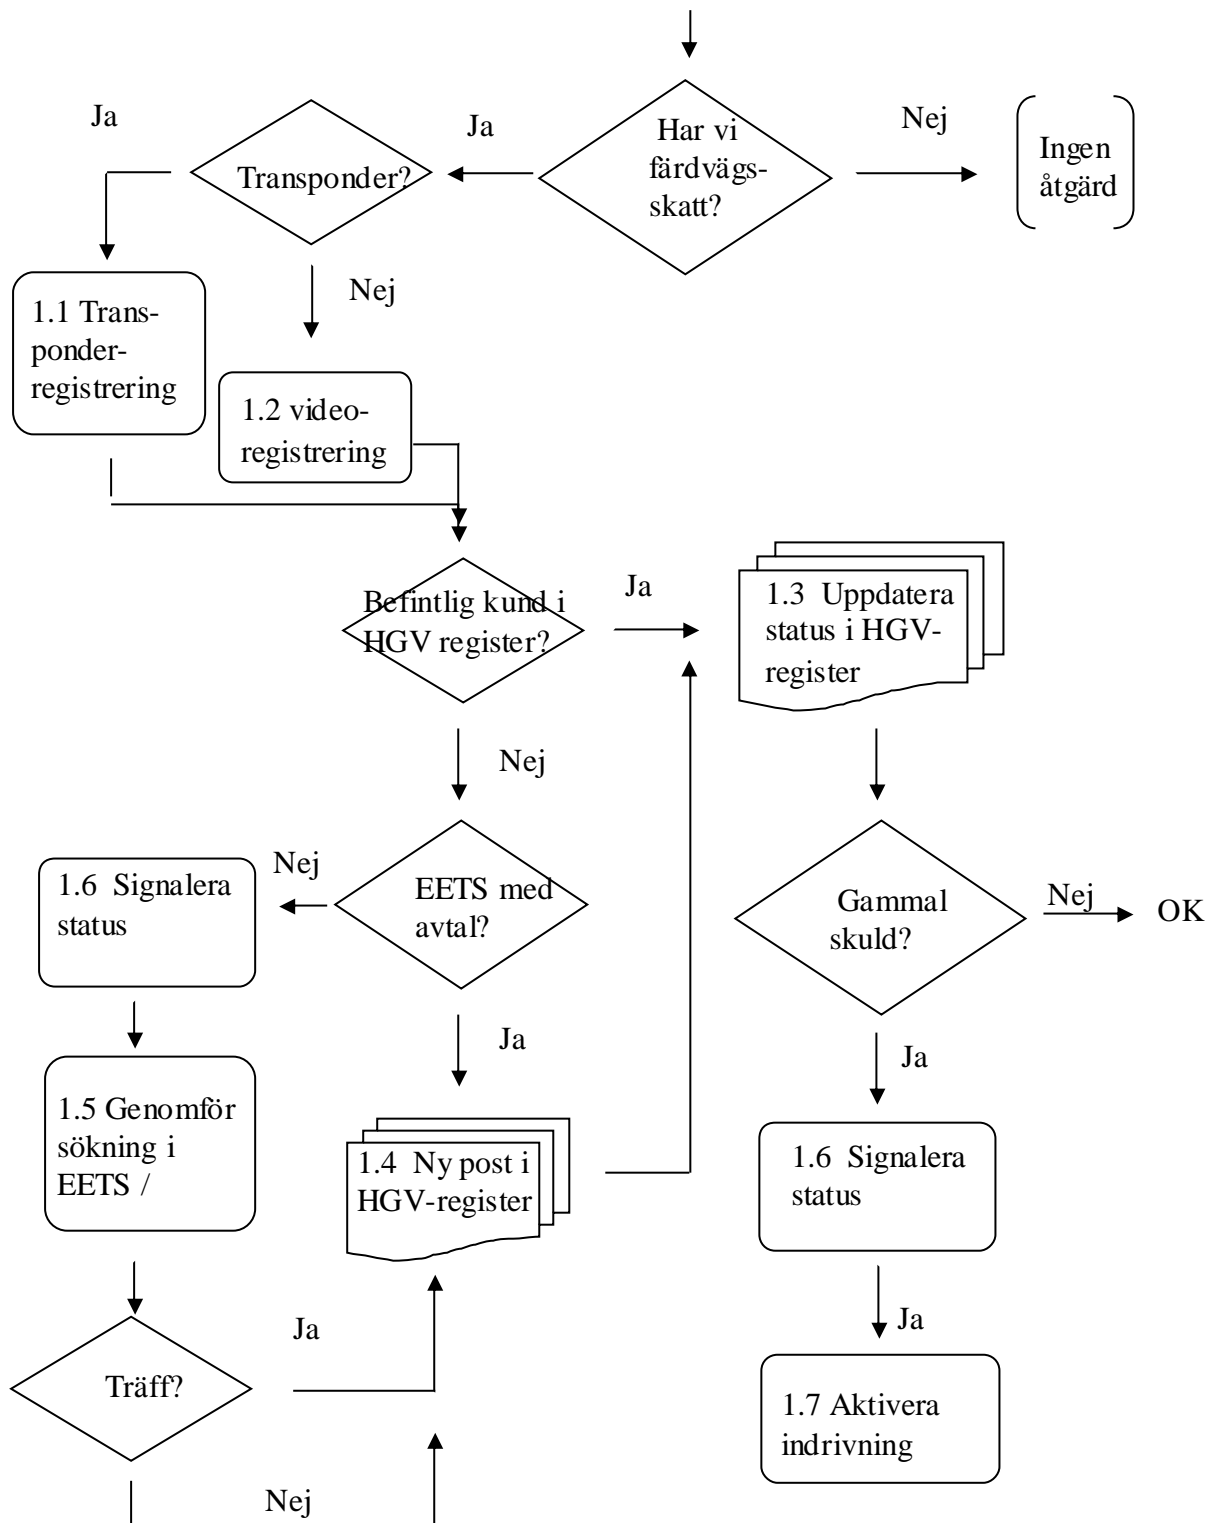 Ja
Transponder?
Ja
Har vi
färdvägs-
skatt?
Nej
Ingen
åtgärd
Nej
1.1 Trans-
ponder-
registrering
1.2 video-
registrering
Befintlig kund i
HGV register?
Ja
1.3 Uppdatera
status i HGV-
register
Nej
Nej
1.6 Signalera
status
EETS med
avtal?
Gammal
skuld?
Nej
OK
Ja
Ja
1.5 Genomför
sökning i
EETS /
1.4 Ny post i
HGV-register
1.6 Signalera
status
Ja
Ja
Träff?
1.7 Aktivera
indrivning
Nej